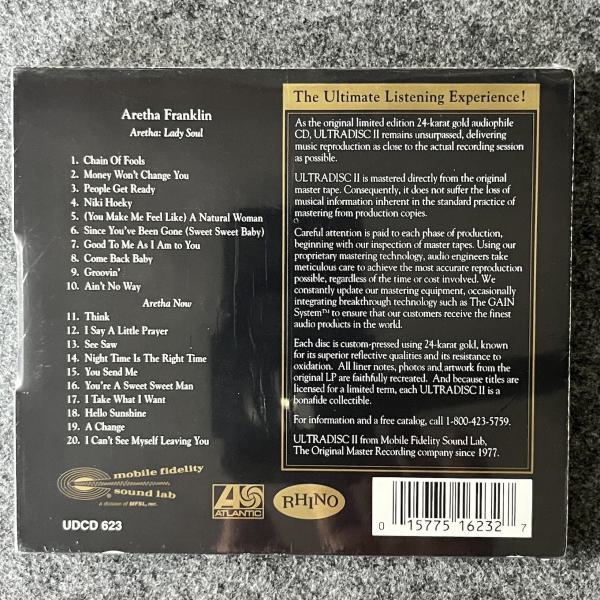 Aretha Franklin
Aretha: Lady Soul
1. Chain Of Fools
2. Money Won't Change You
3. People Get Ready
4. Niki Hoeky
5. (You Make Me Feel Like) A Natural Woman
6. Since You've Been Gone (Sweet Sweet Baby)
7. Good To Me As I Am to You
8. Come Back Baby
9. Groovin'
10. Ain't No Way
Aretha Now
11. Think
12. I Say A Little Prayer
13. See Saw
14. Night Time Is The Right Time
15. You Send Me
16. You're A Sweet Sweet Man
17. I Take What I Want
18. Hello Sunshine
19. A Change
20. I Can't See Myself Leaving You
mobile fidelity
sound lab
a division of MFSL, INC.
UDCD 623
ATLANTIC
RHINO
The Ultimate Listening Experience!
As the original limited edition 24-karat gold audiophile
CD, ULTRADISC II remains unsurpassed, delivering
music reproduction as close to the actual recording session
as possible.
ULTRADISC II is mastered directly from the original
master tape. Consequently, it does not suffer the loss of
musical information inherent in the standard practice of
mastering from production copies.
Careful attention is paid to each phase of production,
beginning with our inspection of master tapes. Using our
proprietary mastering technology, audio engineers take
meticulous care to achieve the most accurate reproduction
possible, regardless of the time or cost involved. We
constantly update our mastering equipment, occasionally
integrating breakthrough technology such as The GAIN
System™ to ensure that our customers receive the finest
audio products in the world.
Each disc is custom-pressed using 24-karat gold, known
for its superior reflective qualities and its resistance to
oxidation. All liner notes, photos and artwork from the
original LP are faithfully recreated. And because titles are
licensed for a limited term, each ULTRADISC II is a
bonafide collectible.
For information and a free catalog, call 1-800-423-5759.
ULTRADISC II from Mobile Fidelity Sound Lab,
The Original Master Recording company since 1977.
0 15775 16232 7